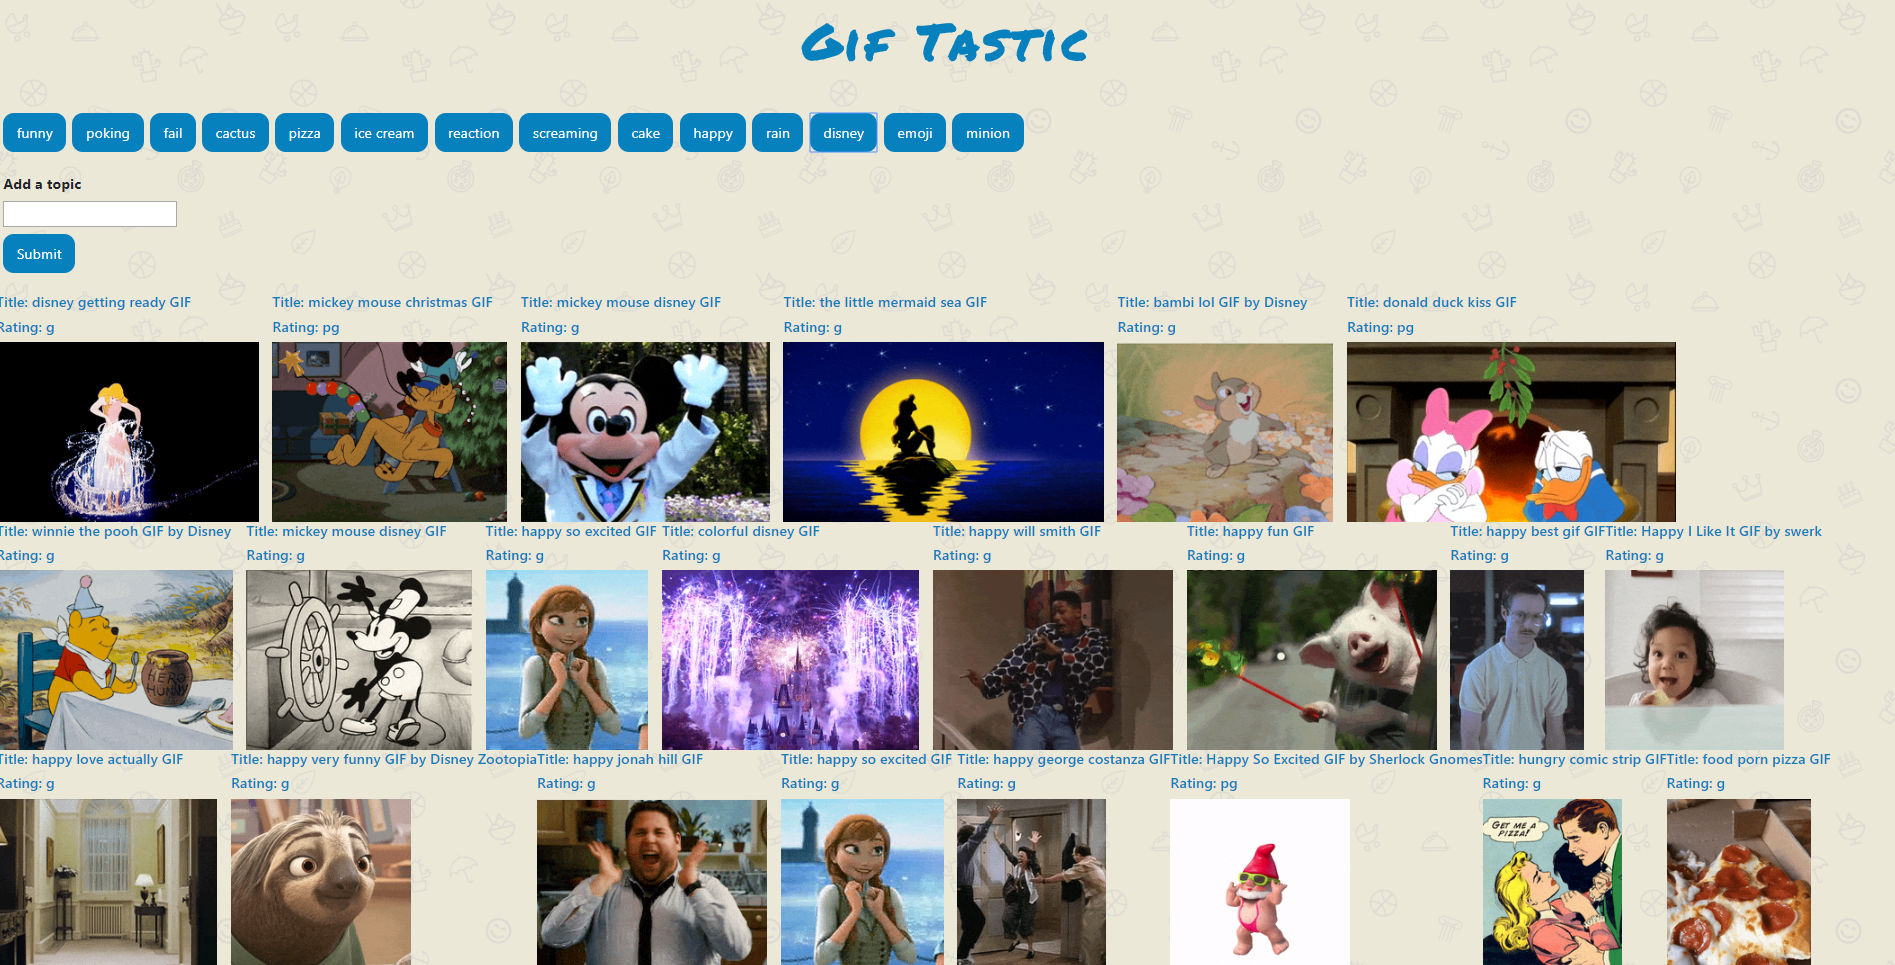 Gif Tastic
funny poking fail cactus pizza ice cream reaction screaming cake happy rain disney emoji minion
Add a topic
Submit
Title: disney getting ready GIF Title: mickey mouse christmas GIF Title: mickey mouse disney GIF Title: the little mermaid sea GIF Title: bambi lol GIF by Disney Title: donald duck kiss GIF
Rating: g Rating: pg Rating: g Rating: g Rating: g Rating: pg
Title: winnie the pooh GIF by Disney Title: mickey mouse disney GIF Title: happy so excited GIF Title: colorful disney GIF Title: happy will smith GIF Title: happy fun GIF Title: happy best gif GIF Title: Happy I Like It GIF by swerk
Rating: g Rating: g Rating: g Rating: g Rating: g Rating: g Rating: g Rating: g
HUNNY
Title: happy love actually GIF Title: happy very funny GIF by Disney Zootopia Title: happy jonah hill GIF Title: happy so excited GIF Title: happy george costanza GIF Title: Happy So Excited GIF by Sherlock Gnomes Title: hungry comic strip GIF Title: food porn pizza GIF
Rating: g Rating: g Rating: g Rating: g Rating: g Rating: pg Rating: g Rating: g
GET ME A
PIZZA!